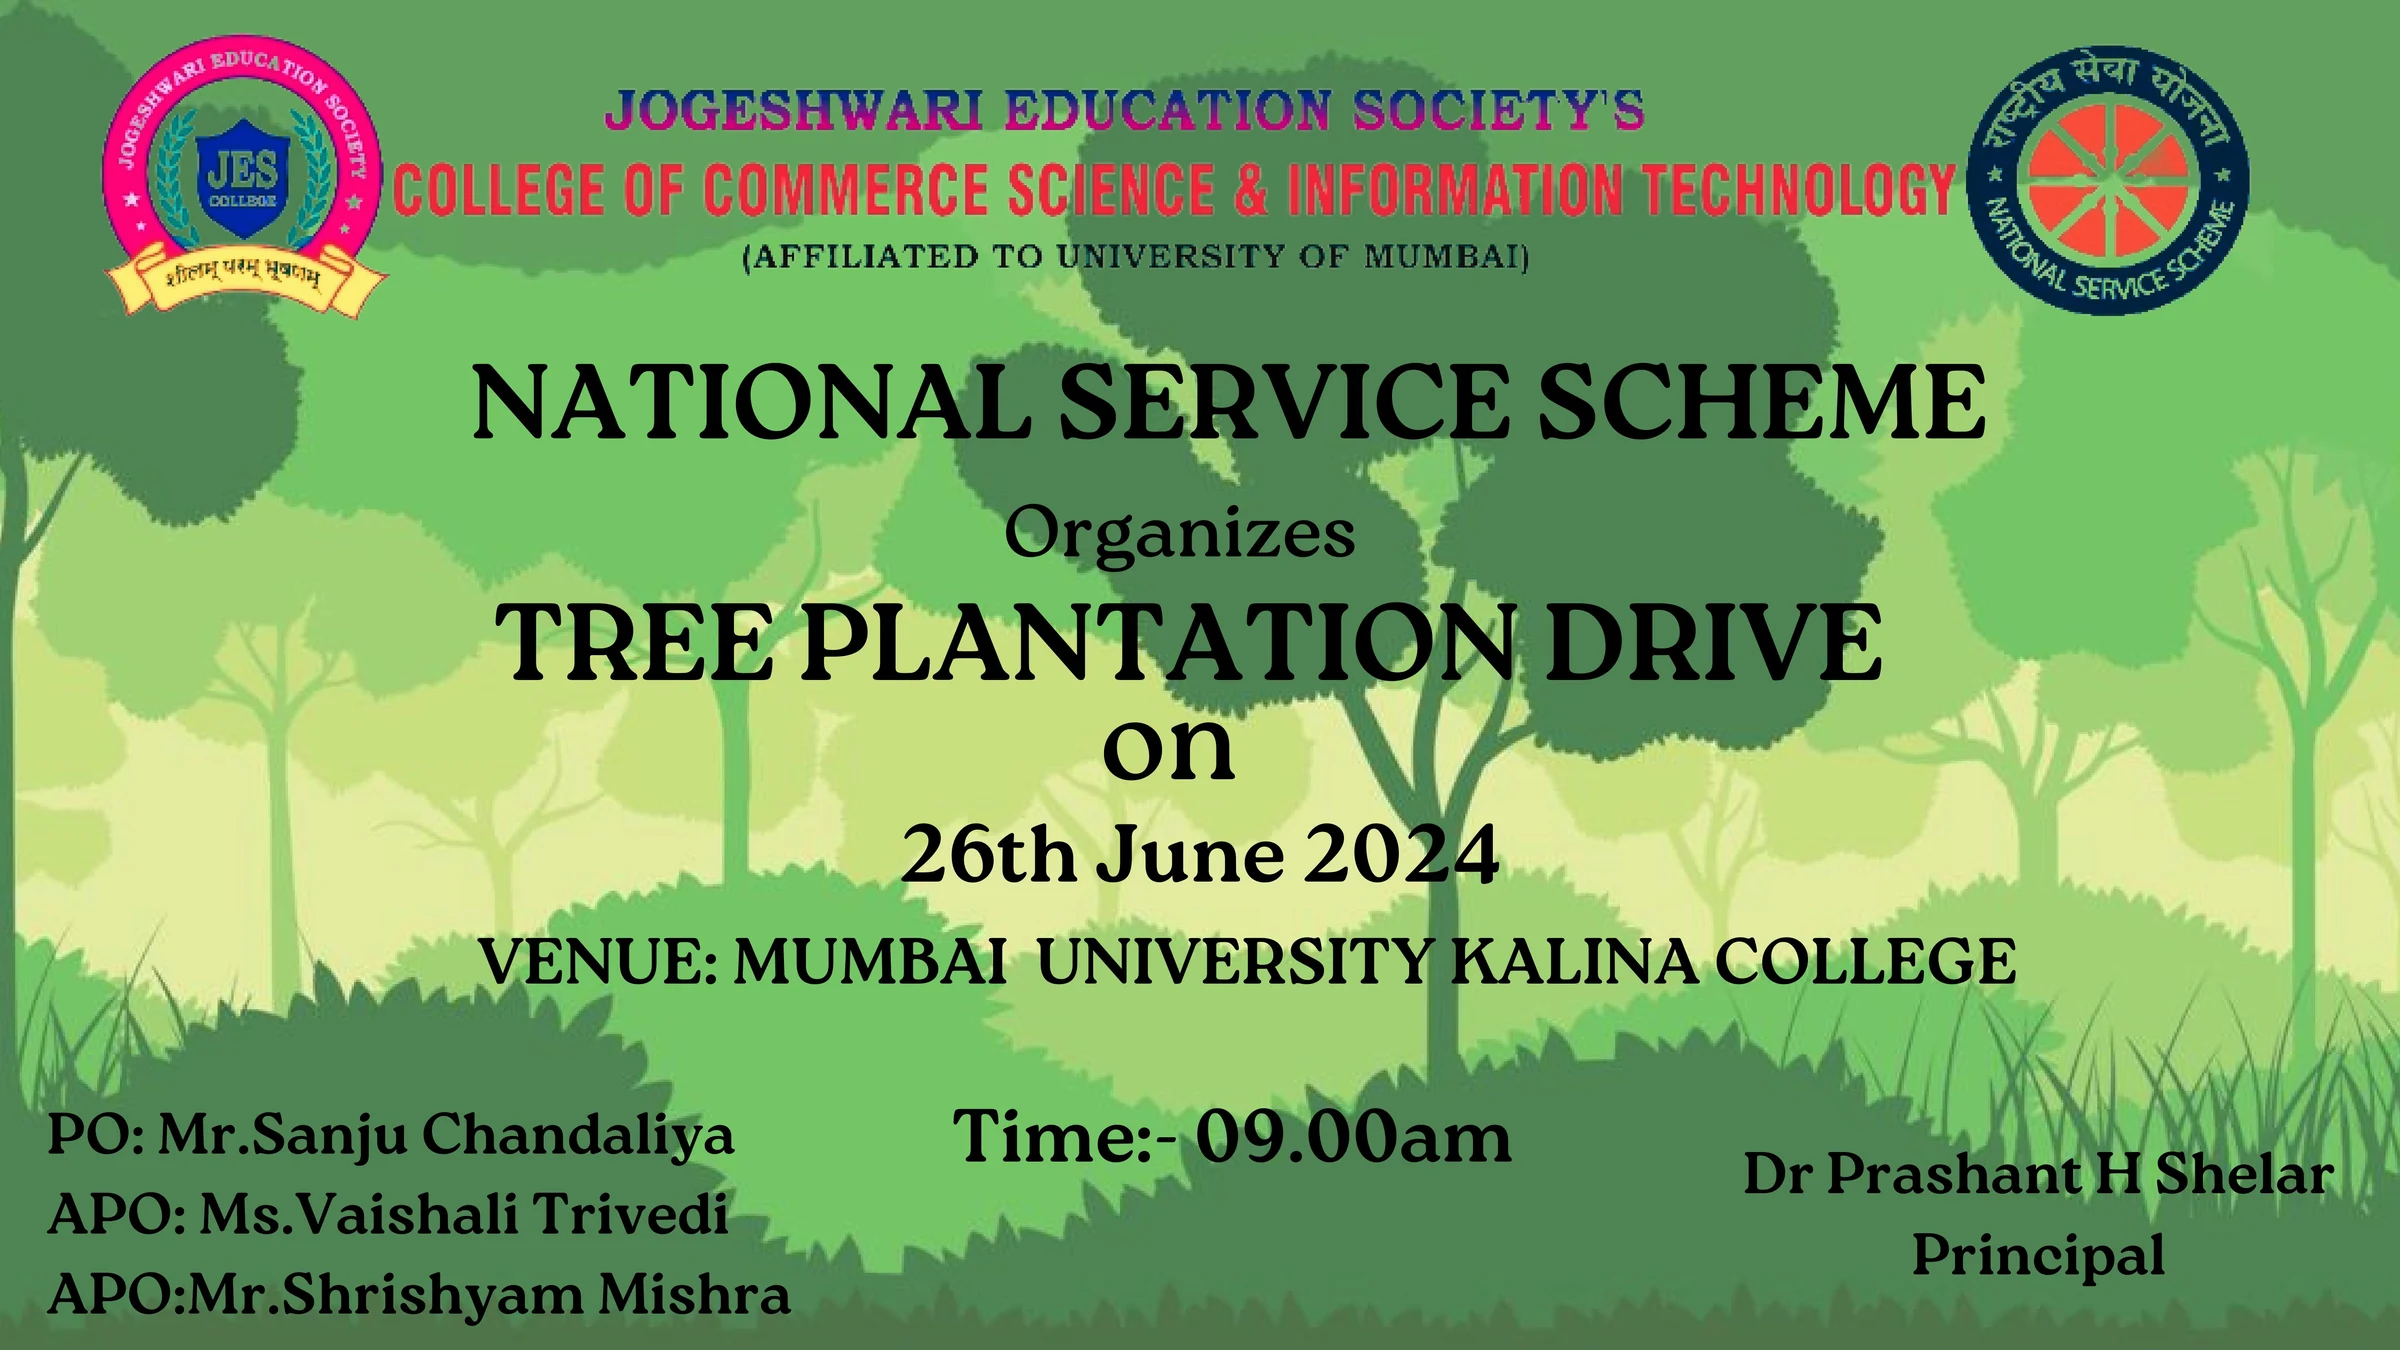 JOGESHWARI EDUCATION SOCIETY
JES
COLLEGE
शीलम् परम् भूषणम्
JOGESHWARI EDUCATION SOCIETY'S
COLLEGE OF COMMERCE SCIENCE & INFORMATION TECHNOLOGY
(AFFILIATED TO UNIVERSITY OF MUMBAI)
राष्ट्रीय सेवा योजना
NATIONAL SERVICE SCHEME
NATIONAL SERVICE SCHEME
Organizes
TREE PLANTATION DRIVE
on
26th June 2024
VENUE: MUMBAI UNIVERSITY KALINA COLLEGE
Time:- 09.00am
PO: Mr.Sanju Chandaliya
APO: Ms.Vaishali Trivedi
APO:Mr.Shrishyam Mishra
Dr Prashant H Shelar
Principal